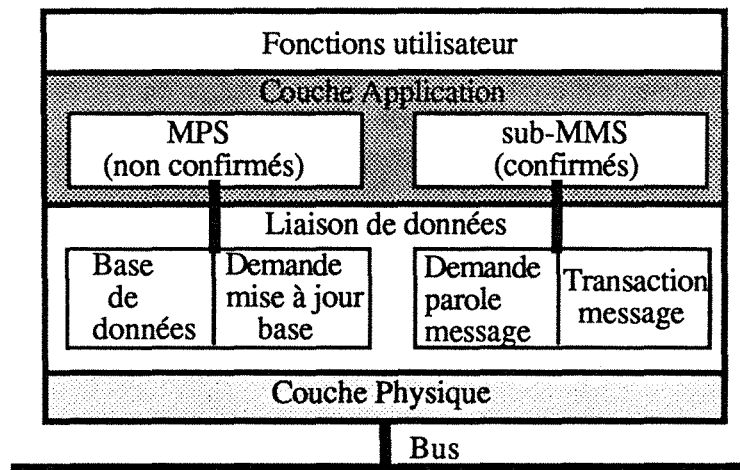 Fonctions utilisateur
Couche Application
MPS
(non confirmés)
sub-MMS
(confirmés)
Liaison de données
Base
de
données
Demande
mise à jour
base
Demande
parole
message
Transaction
message
Couche Physique
Bus